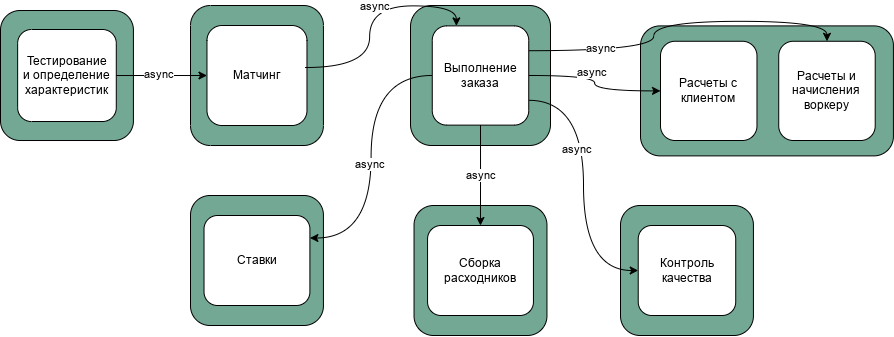 async
Тестирование
и определение
характеристик
async
Матчинг
Выполнение
заказа
async
async
Расчеты с
клиентом
Расчеты и
начисления
воркеру
async
async
async
Ставки
Сборка
расходников
Контроль
качества